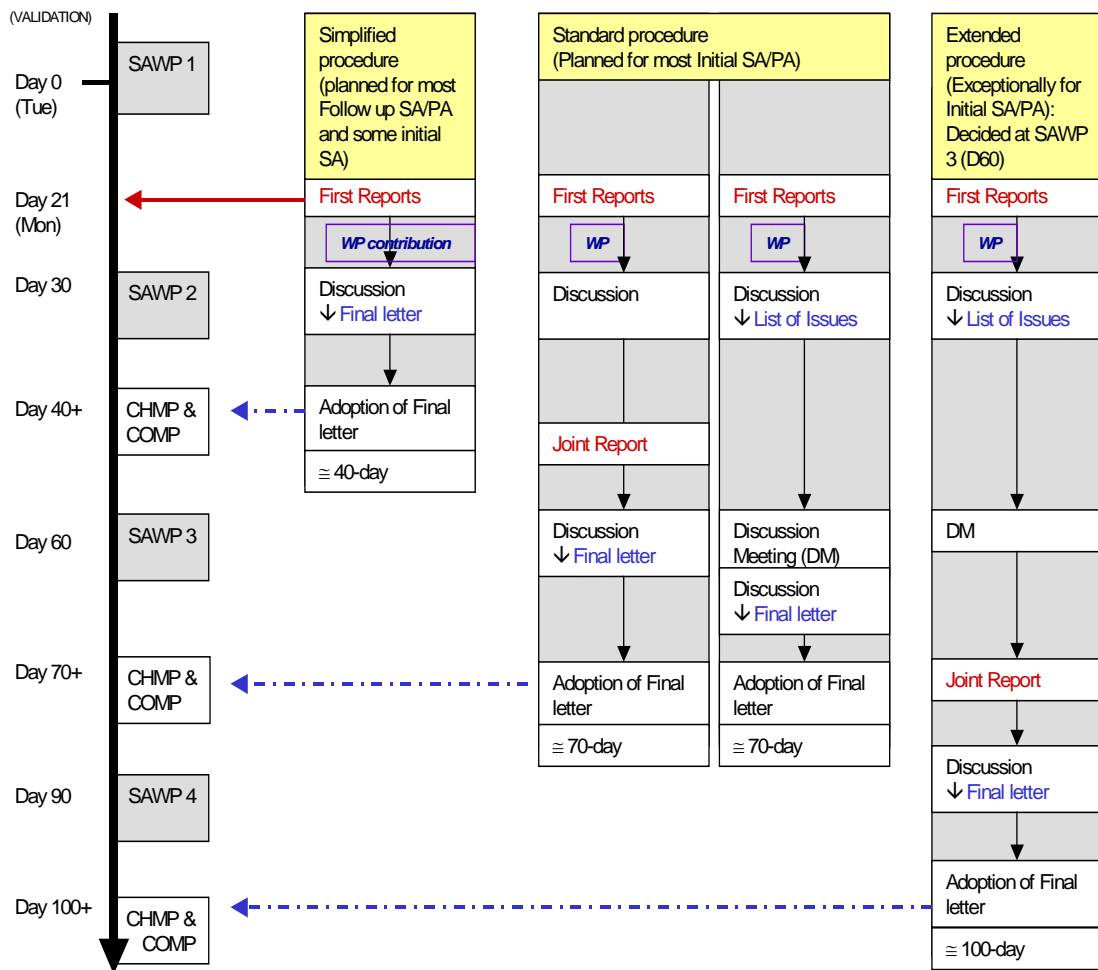 (VALIDATION)
Day 0
(Tue)
Day 21
(Mon)
Day 30
Day 40+
Day 60
Day 70+
Day 90
Day 100+
SAWP 1
SAWP 2
CHMP &
COMP
SAWP 3
CHMP &
COMP
SAWP 4
CHMP &
COMP
Simplified
procedure
(planned for most
Follow up SA/PA
and some initial
SA)
First Reports
WP contribution
Discussion
↓ Final letter
Adoption of Final
letter
≅ 40-day
Standard procedure
(Planned for most Initial SA/PA)
First Reports
WP
Discussion
Joint Report
Discussion
↓ Final letter
Adoption of Final
letter
≅ 70-day
First Reports
WP
Discussion
↓ List of Issues
Discussion
Meeting (DM)
Discussion
↓ Final letter
Adoption of Final
letter
≅ 70-day
Extended
procedure
(Exceptionally for
Initial SA/PA):
Decided at SAWP
3 (D60)
First Reports
WP
Discussion
↓ List of Issues
DM
Joint Report
Discussion
↓ Final letter
Adoption of Final
letter
≅ 100-day